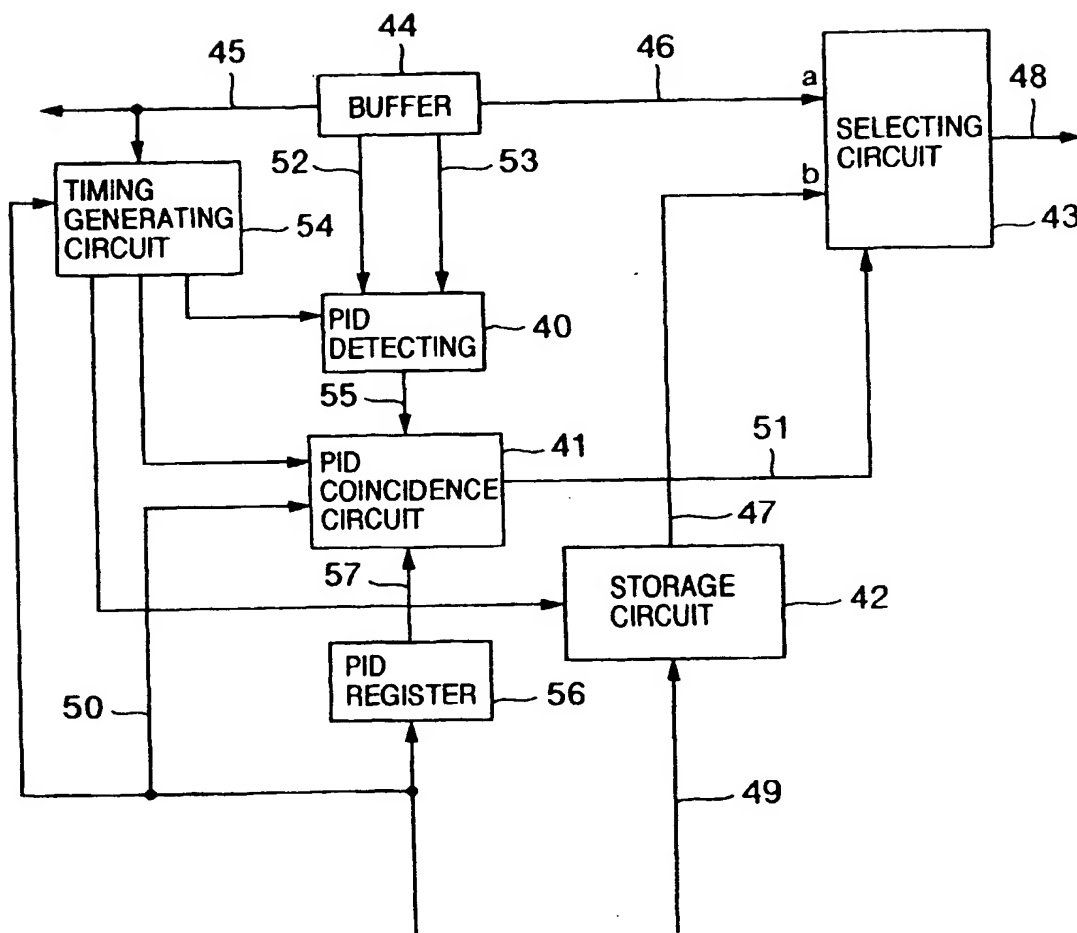 44
45
46
BUFFER
a
48
SELECTING
CIRCUIT
52
53
b
TIMING
GENERATING
CIRCUIT
54
43
PID
DETECTING
40
55
41
51
PID
COINCIDENCE
CIRCUIT
47
57
STORAGE
CIRCUIT
42
PID
REGISTER
56
50
49